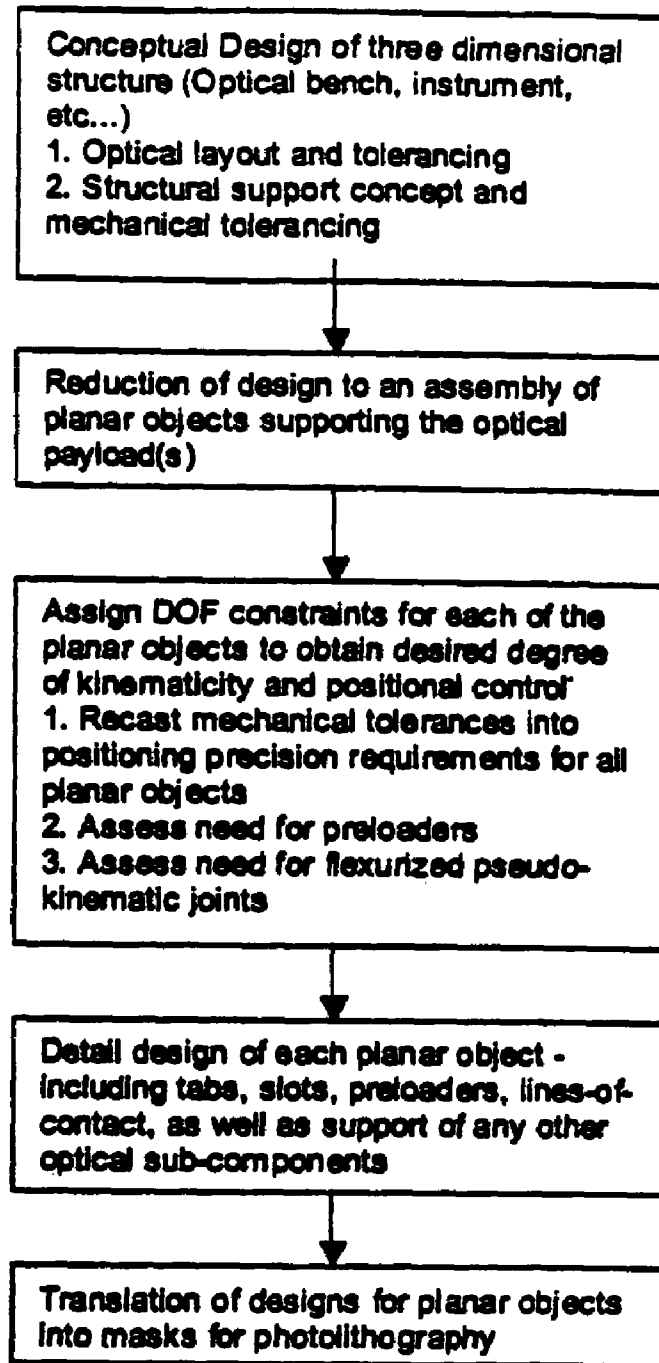 Conceptual Design of three dimensional
structure (Optical bench, instrument,
etc...)
1. Optical layout and tolerancing
2. Structural support concept and
mechanical tolerancing
Reduction of design to an assembly of
planar objects supporting the optical
payload(s)
Assign DOF constraints for each of the
planar objects to obtain desired degree
of kinematicity and positional control
1. Recast mechanical tolerances into
positioning precision requirements for all
planar objects
2. Assess need for preloaders
3. Assess need for flexurized pseudo-
kinematic joints
Detail design of each planar object -
including tabs, slots, preloaders, lines-of-
contact, as well as support of any other
optical sub-components
Translation of designs for planar objects
into masks for photolithography